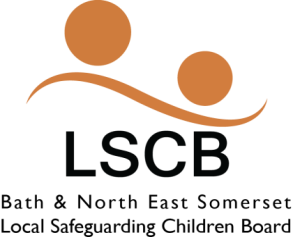 LSCB
Bath & North East Somerset
Local Safeguarding Children Board